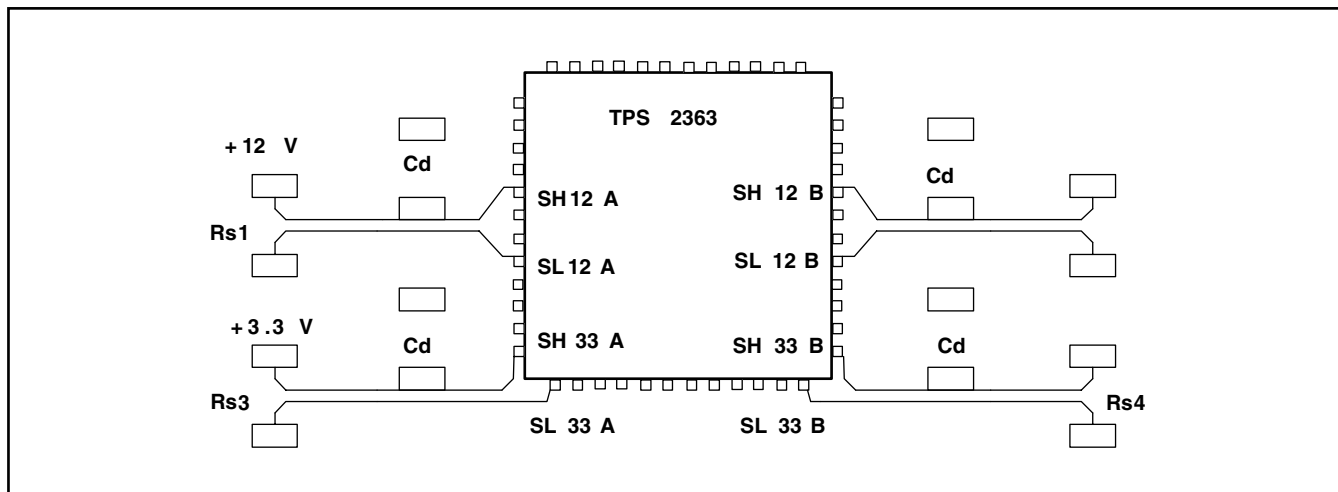 TPS 2363
+12 V
Cd
Cd
SH12 A
SH 12 B
Rs1
SL12 A
SL 12 B
+3.3 V
SH 33 A
SH 33 B
Cd
Cd
Rs3
Rs4
SL 33 A
SL 33 B